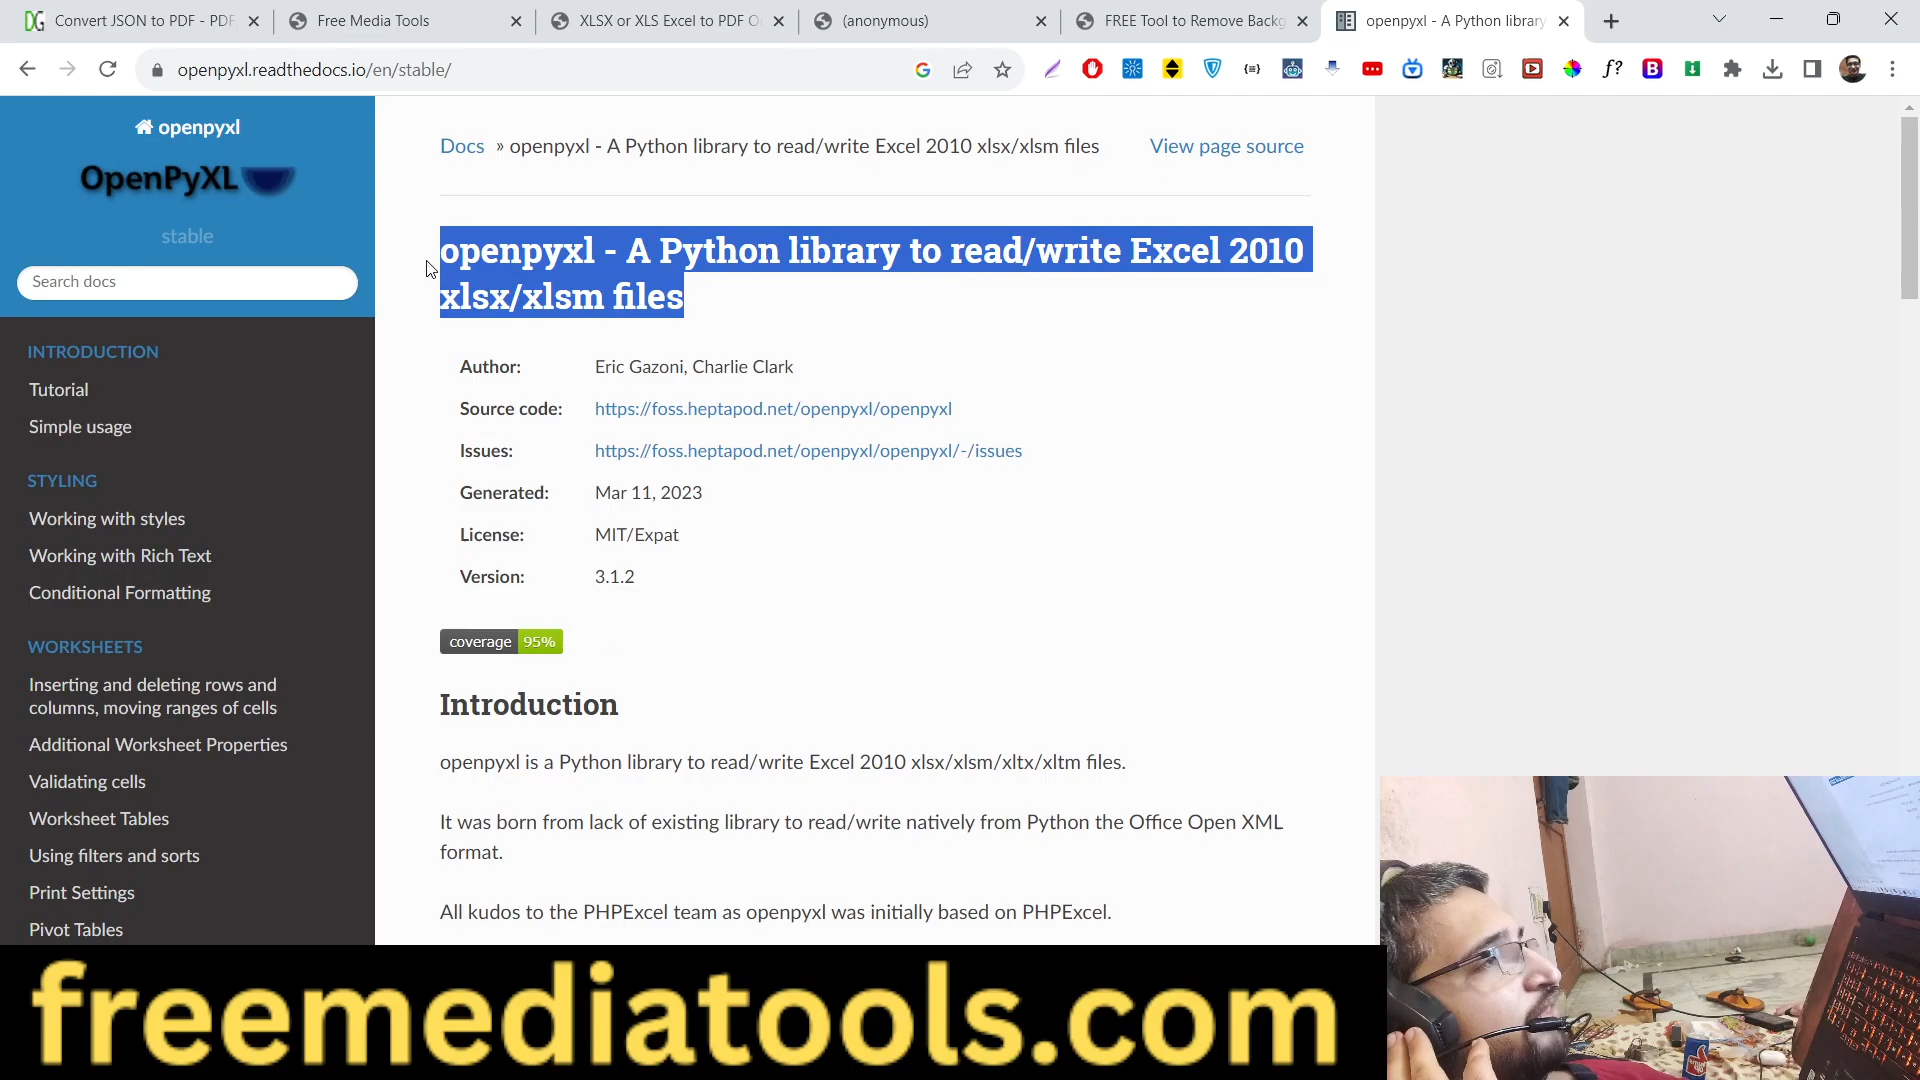 Convert JSON to PDF - PDF
Free Media Tools
XLSX or XLS Excel to PDF O
(anonymous)
FREE Tool to Remove Backg
openpyxl - A Python library
openpyxl.readthedocs.io/en/stable/
openpyxl
OpenPyXL
stable
Search docs
INTRODUCTION
Tutorial
Simple usage
STYLING
Working with styles
Working with Rich Text
Conditional Formatting
WORKSHEETS
Inserting and deleting rows and
columns, moving ranges of cells
Additional Worksheet Properties
Validating cells
Worksheet Tables
Using filters and sorts
Print Settings
Pivot Tables
Docs » openpyxl - A Python library to read/write Excel 2010 xlsx/xlsm files
View page source
openpyxl - A Python library to read/write Excel 2010
xlsx/xlsm files
Author: Eric Gazoni, Charlie Clark
Source code: https://foss.heptapod.net/openpyxl/openpyxl
Issues: https://foss.heptapod.net/openpyxl/openpyxl/-/issues
Generated: Mar 11, 2023
License: MIT/Expat
Version: 3.1.2
coverage 95%
Introduction
openpyxl is a Python library to read/write Excel 2010 xlsx/xlsm/xltx/xltm files.
It was born from lack of existing library to read/write natively from Python the Office Open XML
format.
All kudos to the PHPExcel team as openpyxl was initially based on PHPExcel.
freemediatools.com